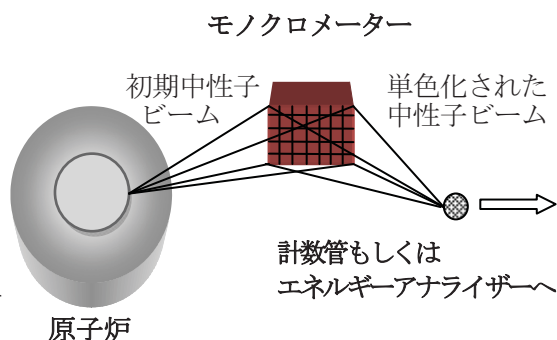 モノクロメーター
初期中性子
ビーム
単色化された
中性子ビーム
計数管もしくは
エネルギーアナライザーへ
原子炉